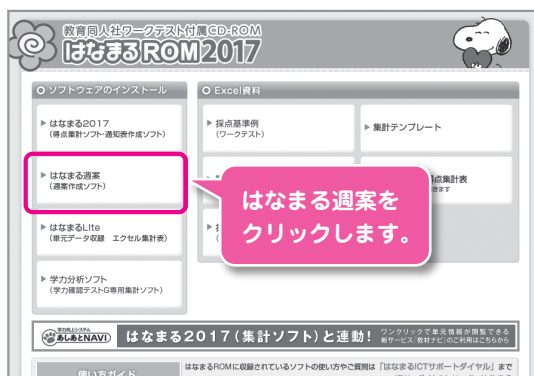 教育同人社ワークテスト付属CD-ROM
はなまるROM2017
ソフトウェアのインストール
Excel資料
はなまる2017
(得点集計ソフト・通知表作成ソフト)
採点基準例
(ワークテスト)
集計テンプレート
はなまる週案
(週案作成ソフト)
点集計表
きます
はなまる週案を
クリックします。
はなまるLite
(単元データ収録 エクセル集計表)
学力分析ソフト
(学力確認テストG専用集計ソフト)
学力向上システム
あしあとNAVI
はなまる2017(集計ソフト)と連動!
ワンクリックで単元情報が閲覧できる
新サービス「教材ナビ」のご利用はこちらから
使い方ガイド
はなまるROMに収録されているソフトの使い方やご質問は「はなまるICTサポートダイヤル」まで